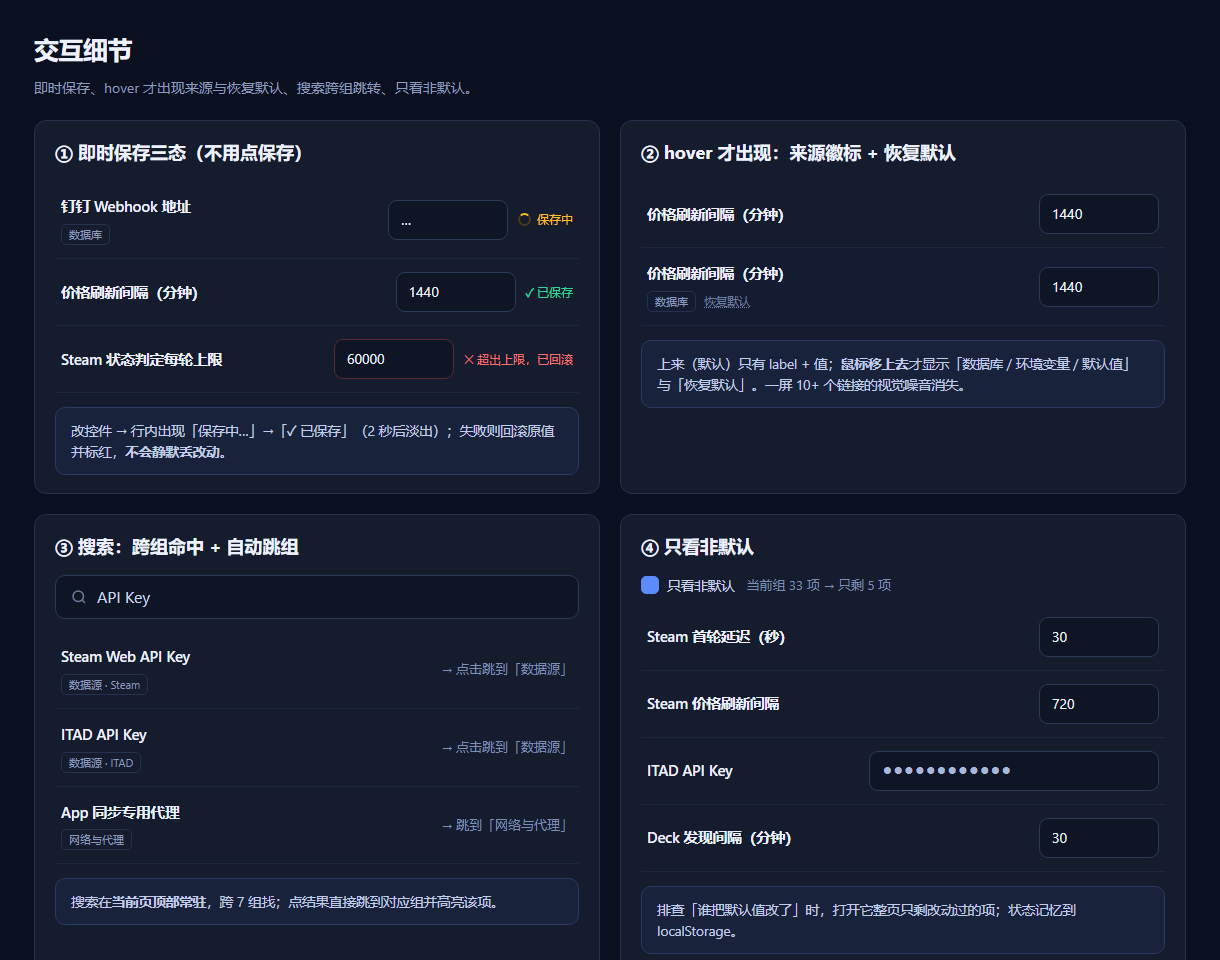 交互细节
即时保存、hover 才出现来源与恢复默认、搜索跨组跳转、只看非默认。
① 即时保存三态（不用点保存）
钉钉 Webhook 地址
数据库
...
保存中
价格刷新间隔（分钟）
1440
✓已保存
Steam 状态判定每轮上限
60000
✕超出上限，已回滚
改控件 → 行内出现「保存中…」→「✓ 已保存」（2 秒后淡出）；失败则回滚原值
并标红，不会静默丢改动。
② hover 才出现：来源徽标 + 恢复默认
价格刷新间隔（分钟）
1440
价格刷新间隔（分钟）
数据库 恢复默认
1440
上来（默认）只有 label + 值；鼠标移上去才显示「数据库 / 环境变量 / 默认值」
与「恢复默认」。一屏 10+ 个链接的视觉噪音消失。
③ 搜索：跨组命中 + 自动跳组
API Key
Steam Web API Key
数据源 · Steam
→ 点击跳到「数据源」
ITAD API Key
数据源 · ITAD
→ 点击跳到「数据源」
App 同步专用代理
网络与代理
→ 跳到「网络与代理」
搜索在当前页顶部常驻，跨 7 组找；点结果直接跳到对应组并高亮该项。
④ 只看非默认
只看非默认 当前组 33 项 → 只剩 5 项
Steam 首轮延迟（秒）
30
Steam 价格刷新间隔
720
ITAD API Key
●●●●●●●●●●●●
Deck 发现间隔（分钟）
30
排查「谁把默认值改了」时，打开它整页只剩改动过的项；状态记忆到
localStorage。